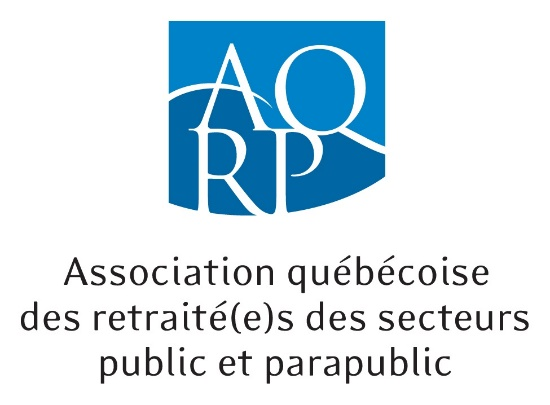 AQ
RP
Association québécoise
des retraité(e)s des secteurs
public et parapublic